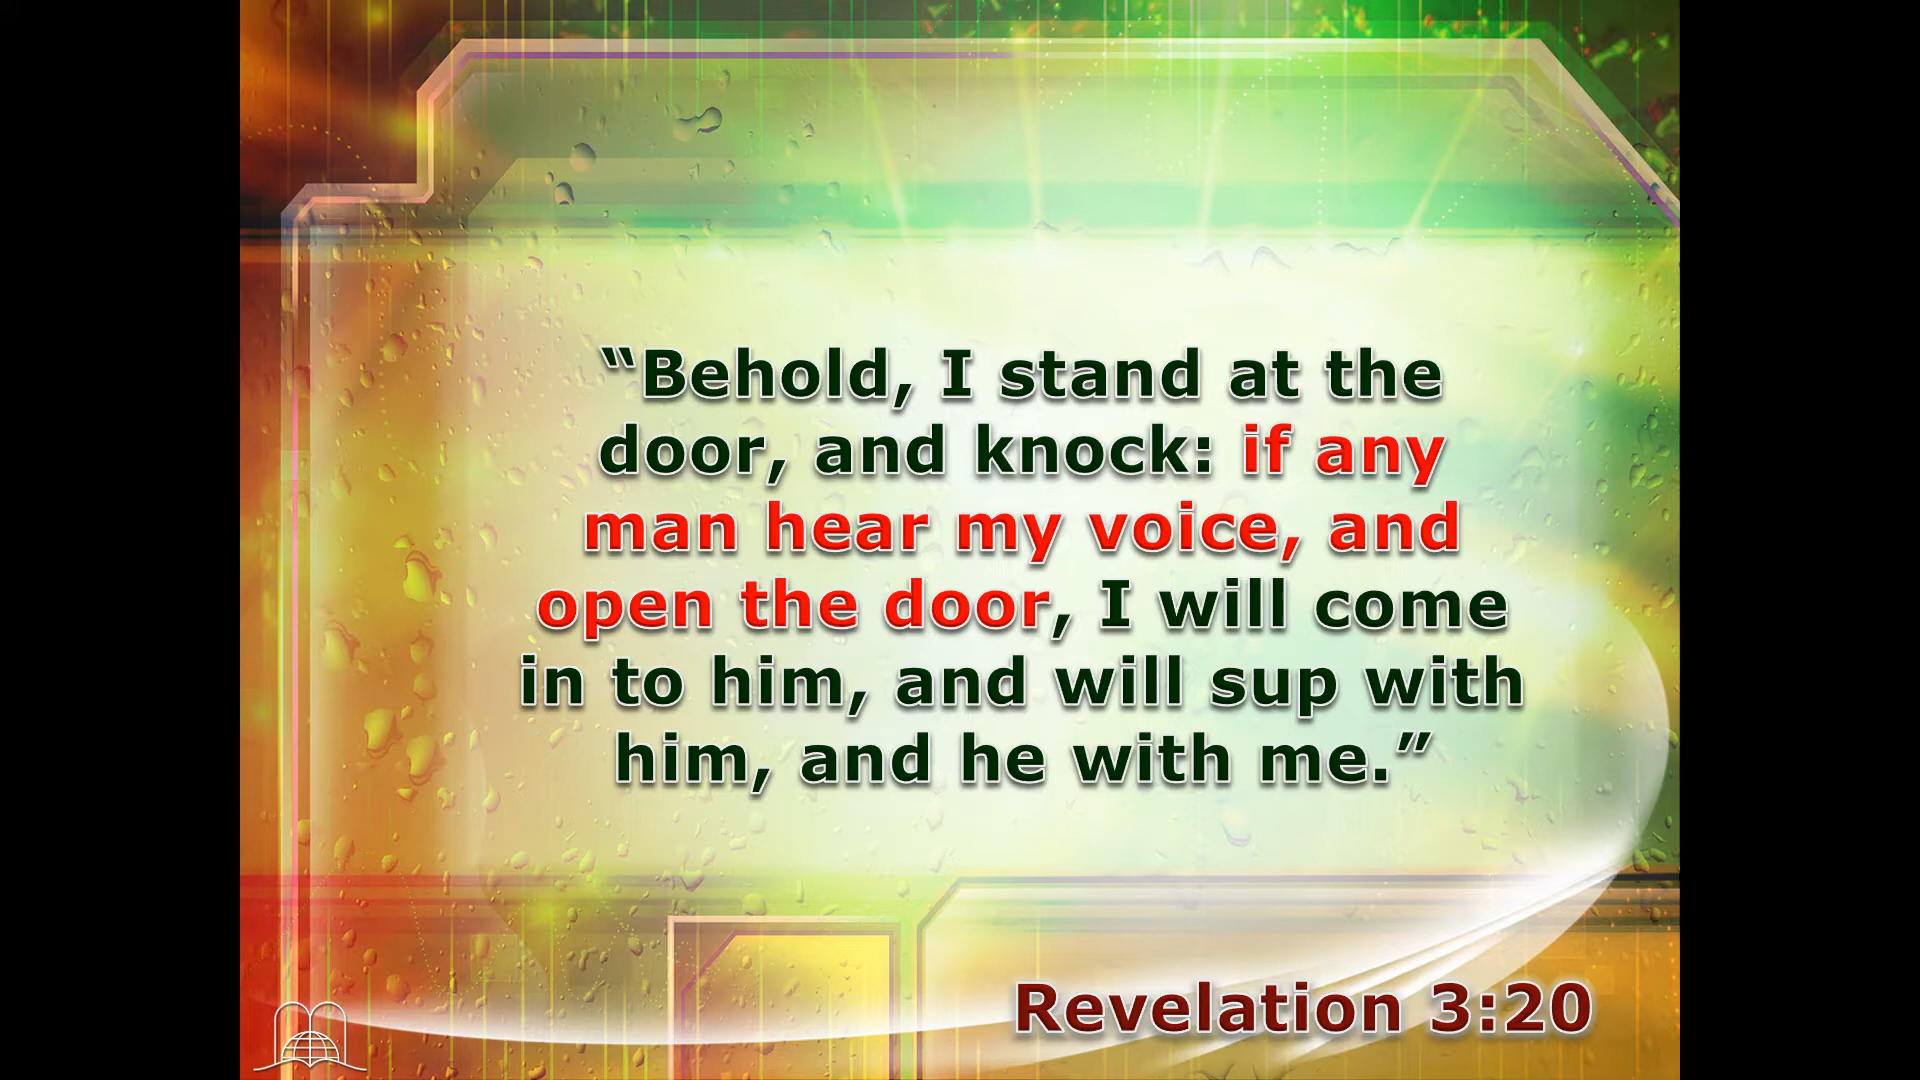 “Behold, I stand at the
door, and knock: if any
man hear my voice, and
open the door, I will come
in to him, and will sup with
him, and he with me.”
Revelation 3:20